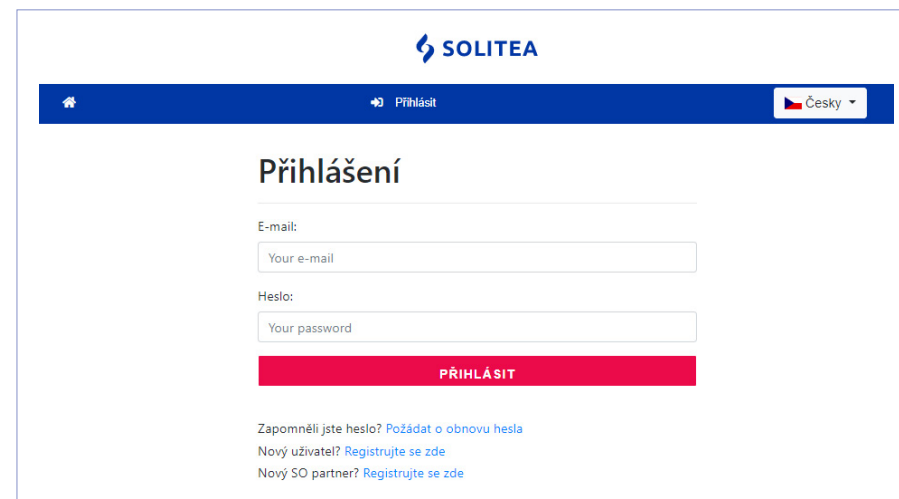 SOLITEA
Přihlásit
Česky
Přihlášení
E-mail:
Your e-mail
Heslo:
Your password
PŘIHLÁSIT
Zapomněli jste heslo? Požádat o obnovu hesla
Nový uživatel? Registrujte se zde
Nový SO partner? Registrujte se zde